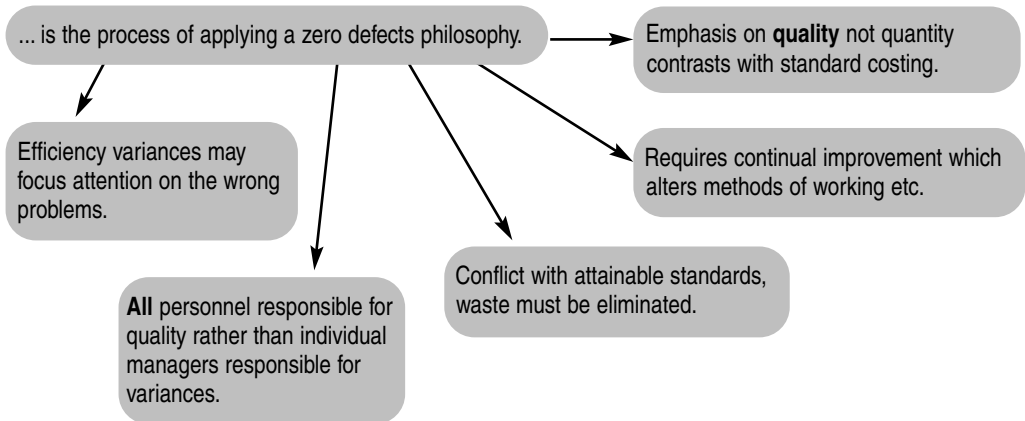 ... is the process of applying a zero defects philosophy.
Emphasis on quality not quantity
contrasts with standard costing.
Efficiency variances may
focus attention on the wrong
problems.
Requires continual improvement which
alters methods of working etc.
Conflict with attainable standards,
waste must be eliminated.
All personnel responsible for
quality rather than individual
managers responsible for
variances.